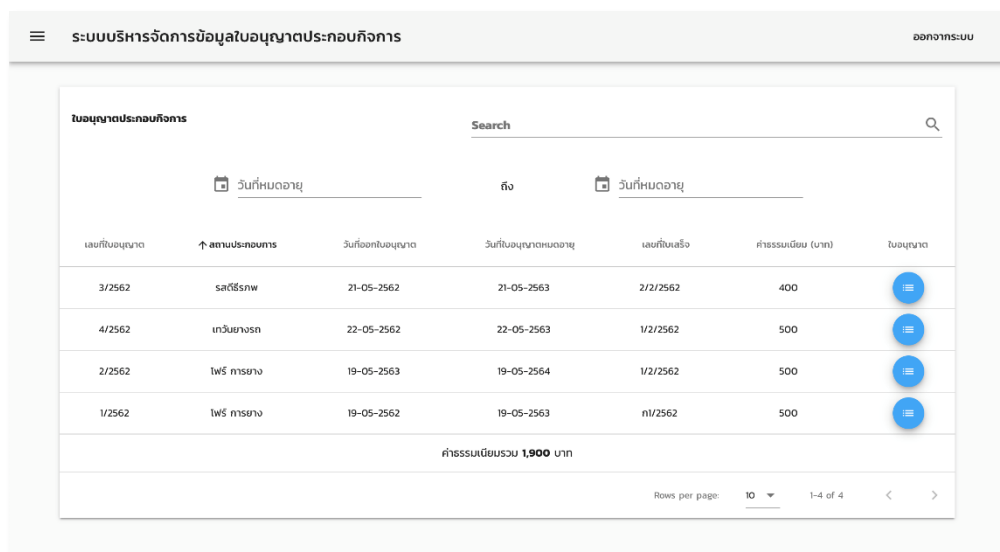 ระบบบริหารจัดการข้อมูลใบอนุญาตประกอบกิจการ ออกจากระบบ
ใบอนุญาตประกอบกิจการ Search
วันที่หมดอายุ ถึง วันที่หมดอายุ
เลขที่ใบอนุญาต ↑ สถานประกอบการ วันที่ออกใบอนุญาต วันที่ใบอนุญาตหมดอายุ เลขที่ใบเสร็จ ค่าธรรมเนียม (บาท) ใบอนุญาต
3/2562 รสดีธีรภพ 21-05-2562 21-05-2563 2/2/2562 400
4/2562 เทวันยางรถ 22-05-2562 22-05-2563 1/2/2562 500
2/2562 โฟร์ การยาง 19-05-2563 19-05-2564 1/2/2562 500
1/2562 โฟร์ การยาง 19-05-2562 19-05-2563 ก1/2562 500
ค่าธรรมเนียมรวม 1,900 บาท
Rows per page: 10 1-4 of 4